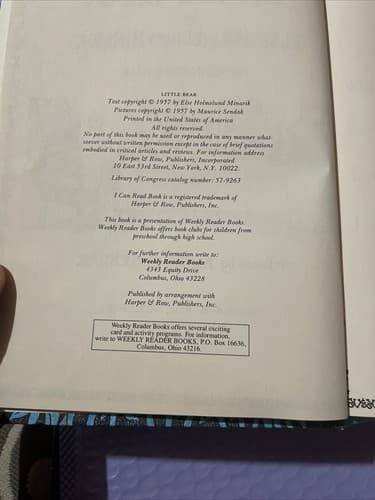 LITTLE BEAR
Text copyright © 1957 by Else Holmelund Minarik
Pictures copyright © 1957 by Maurice Sendak
Printed in the United States of America
All rights reserved.
No part of this book may be used or reproduced in any manner what-
soever without written permission except in the case of brief quotations
embodied in critical articles and reviews. For information address
Harper & Row, Publishers, Incorporated
10 East 53rd Street, New York, N.Y. 10022.
Library of Congress catalog number: 57-9263
I Can Read Book is a registered trademark of
Harper & Row, Publishers, Inc.
This book is a presentation of Weekly Reader Books.
Weekly Reader Books offers book clubs for children from
preschool through high school.
For further information write to:
Weekly Reader Books
4343 Equity Drive
Columbus, Ohio 43228
Published by arrangement with
Harper & Row, Publishers, Inc.
Weekly Reader Books offers several exciting
card and activity programs. For information,
write to WEEKLY READER BOOKS, P.O. Box 16636,
Columbus, Ohio 43216.